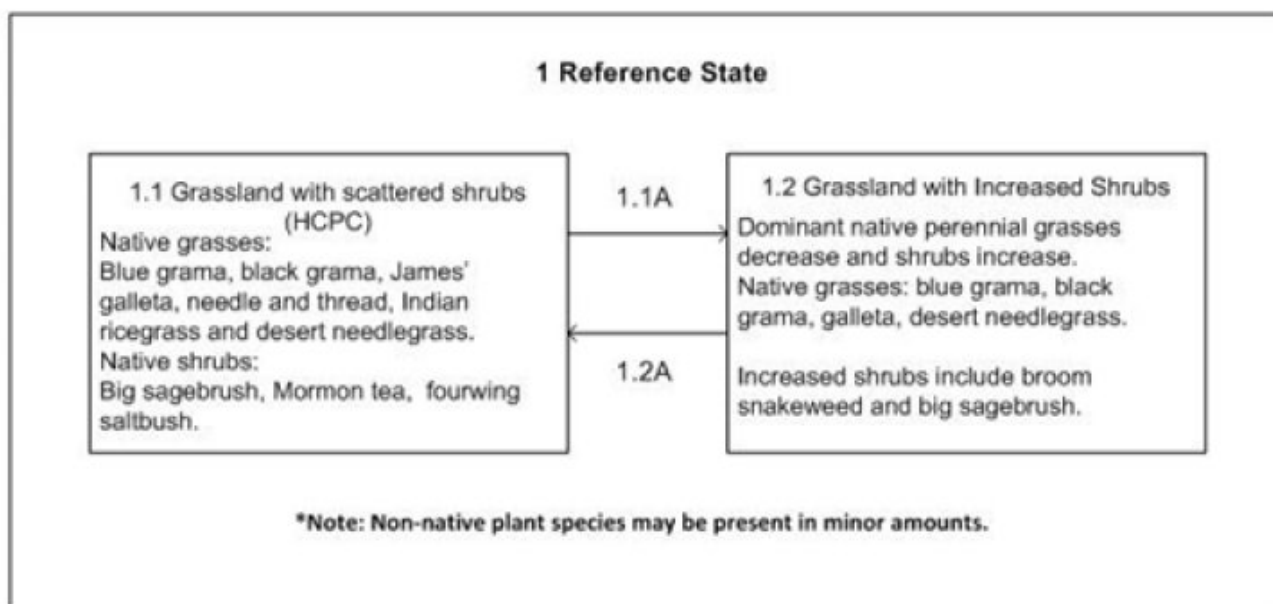 1 Reference State
1.1 Grassland with scattered shrubs
(HCPC)
Native grasses:
Blue grama, black grama, James'
galleta, needle and thread, Indian
ricegrass and desert needlegrass.
Native shrubs:
Big sagebrush, Mormon tea, fourwing
saltbush.
1.1A
1.2A
1.2 Grassland with Increased Shrubs
Dominant native perennial grasses
decrease and shrubs increase.
Native grasses: blue grama, black
grama, galleta, desert needlegrass.
Increased shrubs include broom
snakeweed and big sagebrush.
*Note: Non-native plant species may be present in minor amounts.